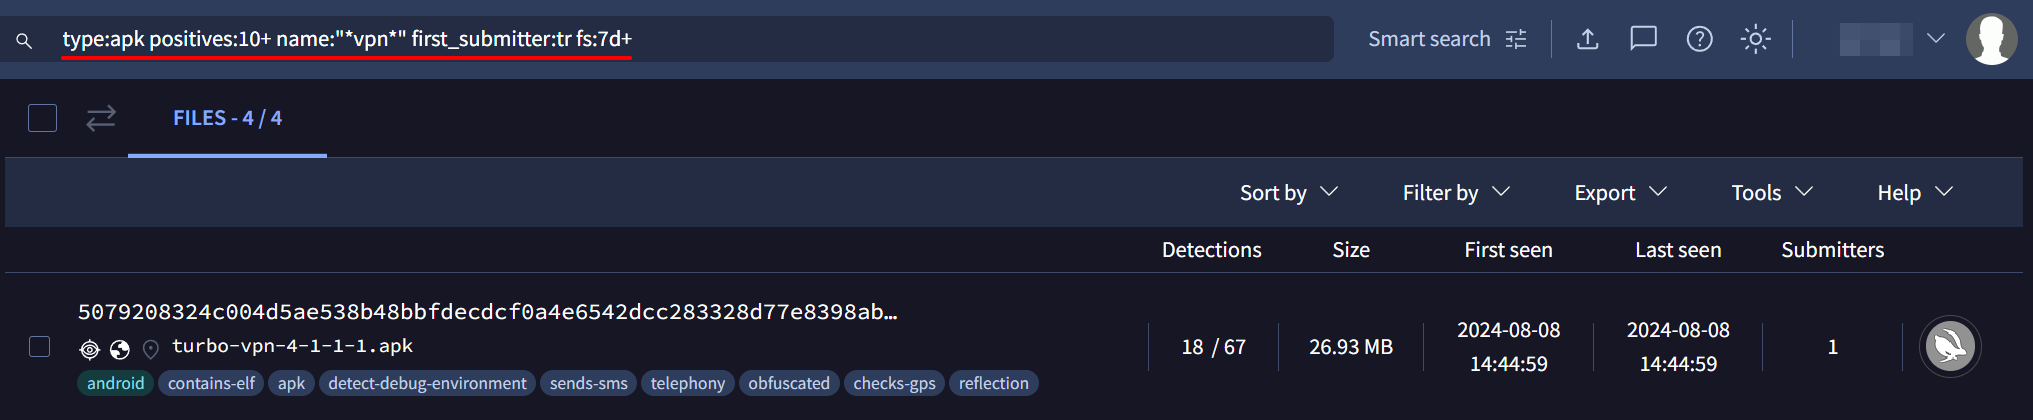 type:apk positives:10+ name:"*vpn*" first_submitter:tr fs:7d+
Smart search
FILES - 4 / 4
Sort by Filter by Export Tools Help
Detections Size First seen Last seen Submitters
5079208324c004d5ae538b48bbfdecdcf0a4e6542dcc283328d77e8398ab…
turbo-vpn-4-1-1-1.apk
18 / 67 26.93 MB 2024-08-08 14:44:59 2024-08-08 14:44:59 1
android contains-elf apk detect-debug-environment sends-sms telephony obfuscated checks-gps reflection